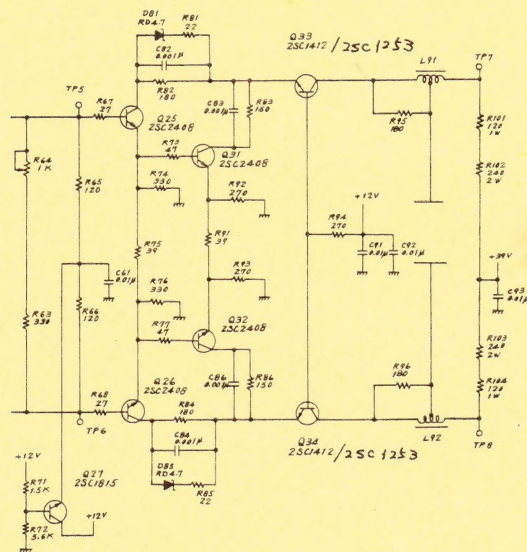 D81
RD4.7
R81
22
C82
0.001μ
R82
180
Q33
2SC1412/2SC1253
L91
TP7
TP5
R67
27
Q25
2SC2408
C83
0.001μ
R83
R95
180
R101
120
1W
R64
1K
R73
47
Q31
2SC2408
R65
120
R74
330
R92
270
R102
240
2W
+12V
R94
270
C91
0.01μ
C92
0.01μ
R75
39
R91
39
+39V
C61
0.01μ
R93
270
C93
0.01μ
R63
330
R66
120
R76
330
R77
47
Q32
2SC2408
R103
240
2W
R68
27
Q26
2SC2408
C86
R86
150
R96
180
R104
120
1W
TP6
R84
180
C84
0.001μ
L92
TP8
Q34
2SC1412/2SC1253
D85
RD4.7
R85
22
+12V
Q27
2SC1815
R71
1.5K
+12V
R72
5.6K